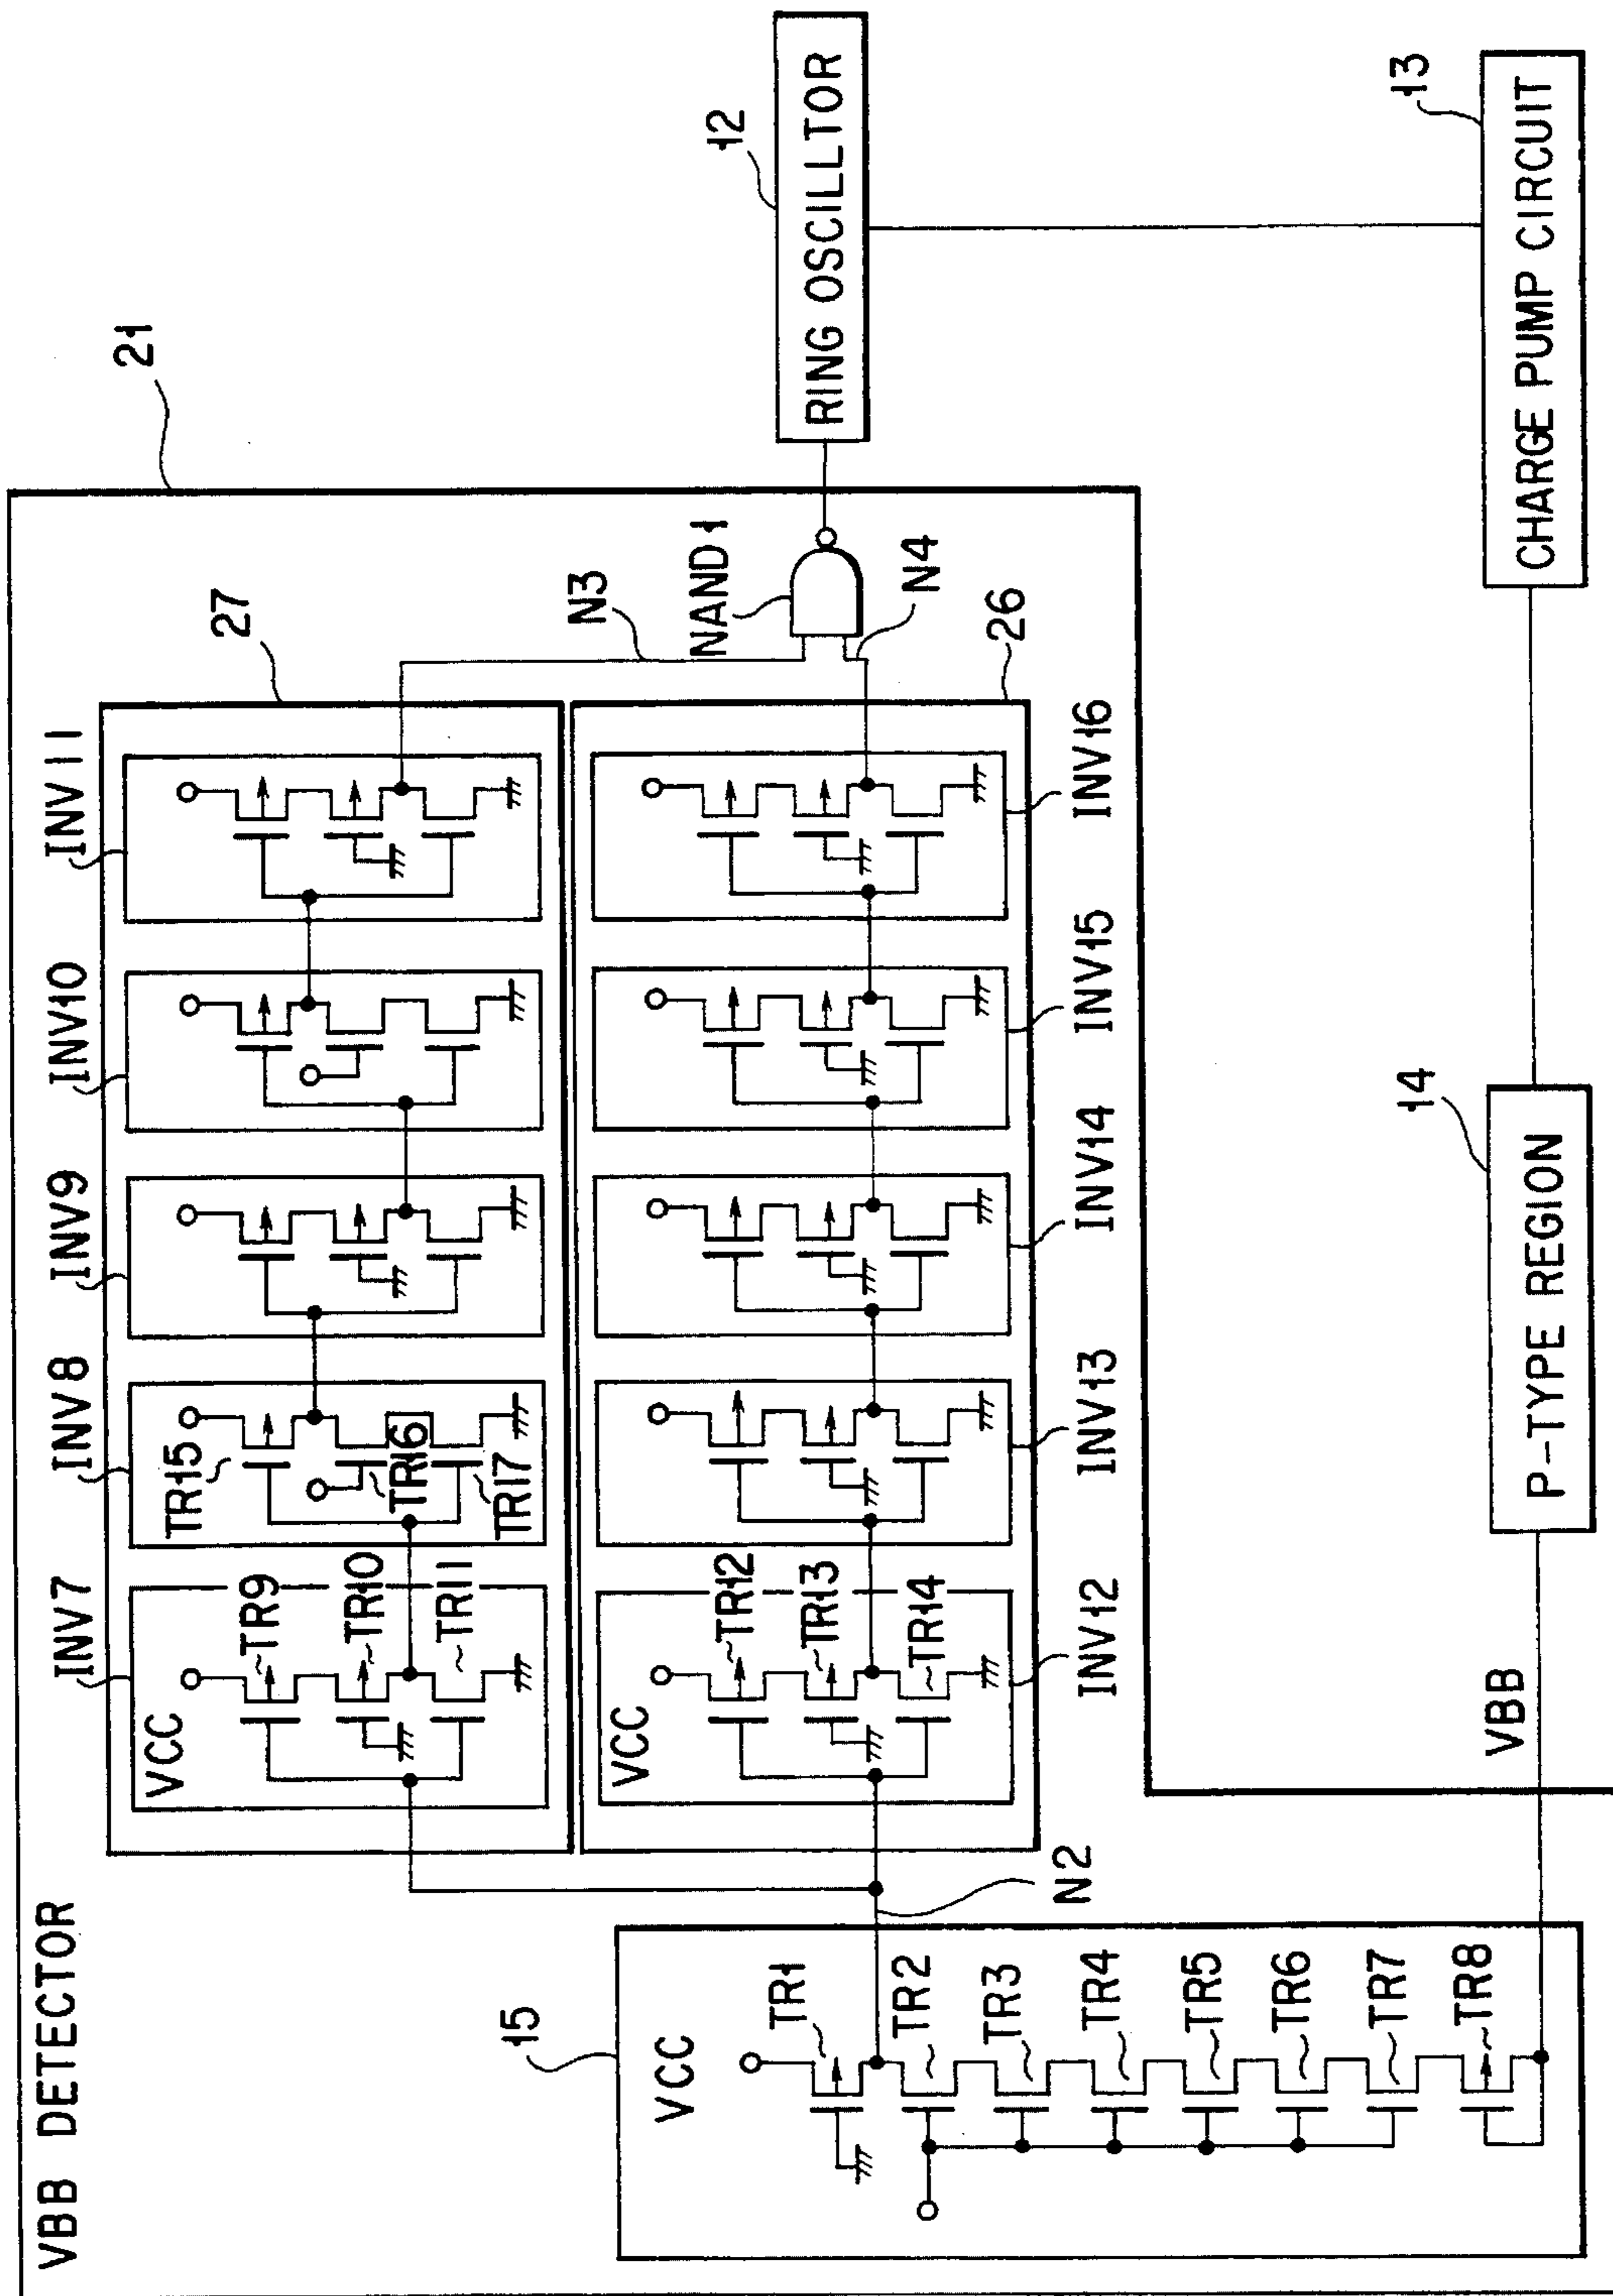 VBB DETECTOR
21
27
INV7
INV8
INV9
INV10
INV11
VCC
TR9
TR10
TR11
TR15
TR16
TR17
N3
NAND1
N4
12
RING OSCILLTOR
26
VCC
TR12
TR13
TR14
INV12
INV13
INV14
INV15
INV16
N2
15
VCC
TR1
TR2
TR3
TR4
TR5
TR6
TR7
TR8
VBB
14
P-TYPE REGION
13
CHARGE PUMP CIRCUIT